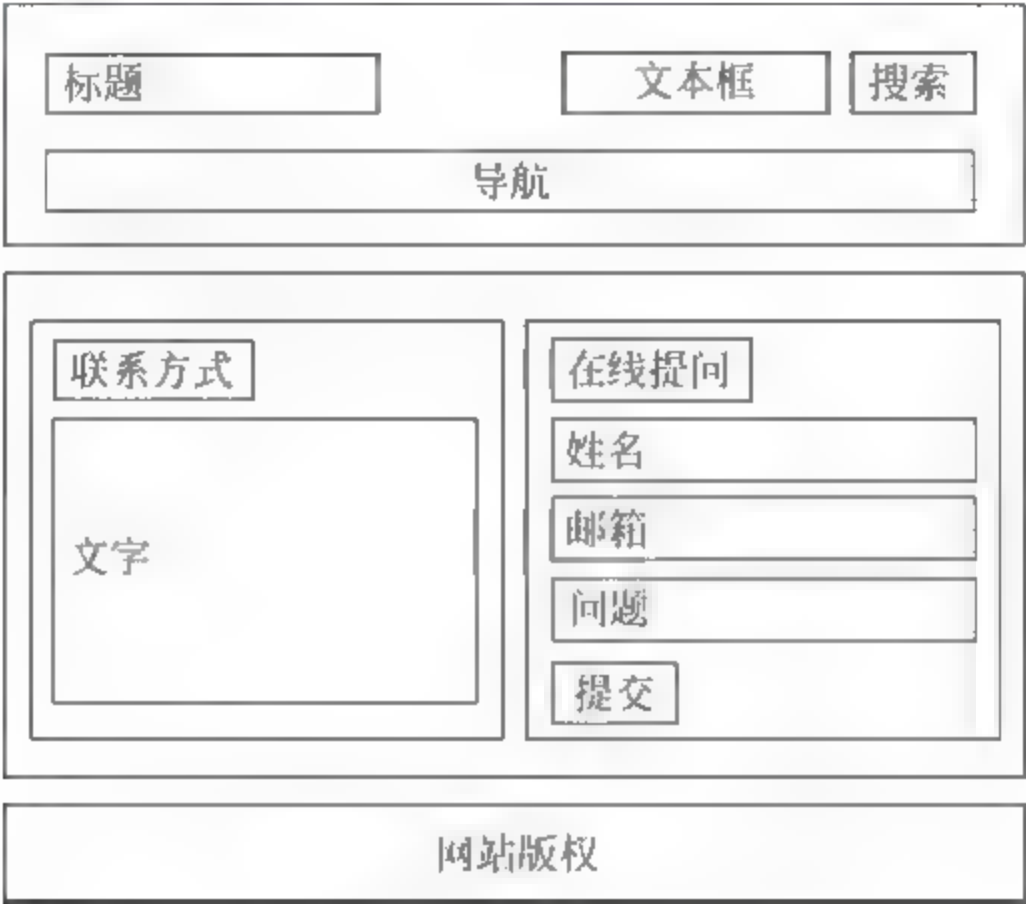 标题 文本框 搜索
导航
联系方式
文字
在线提问
姓名
邮箱
问题
提交
网站版权